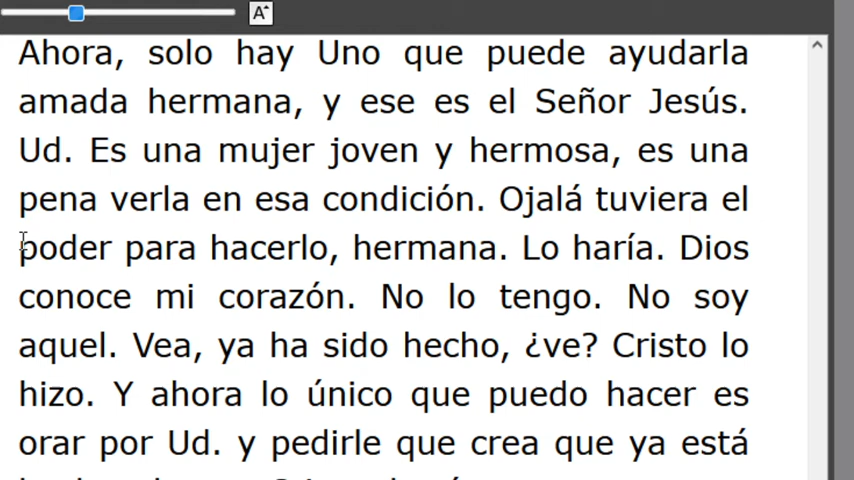 A
Ahora, solo hay Uno que puede ayudarla
amada hermana, y ese es el Señor Jesús.
Ud. Es una mujer joven y hermosa, es una
pena verla en esa condición. Ojalá tuviera el
poder para hacerlo, hermana. Lo haría. Dios
conoce mi corazón. No lo tengo. No soy
aquel. Vea, ya ha sido hecho, ¿ve? Cristo lo
hizo. Y ahora lo único que puedo hacer es
orar por Ud. y pedirle que crea que ya está